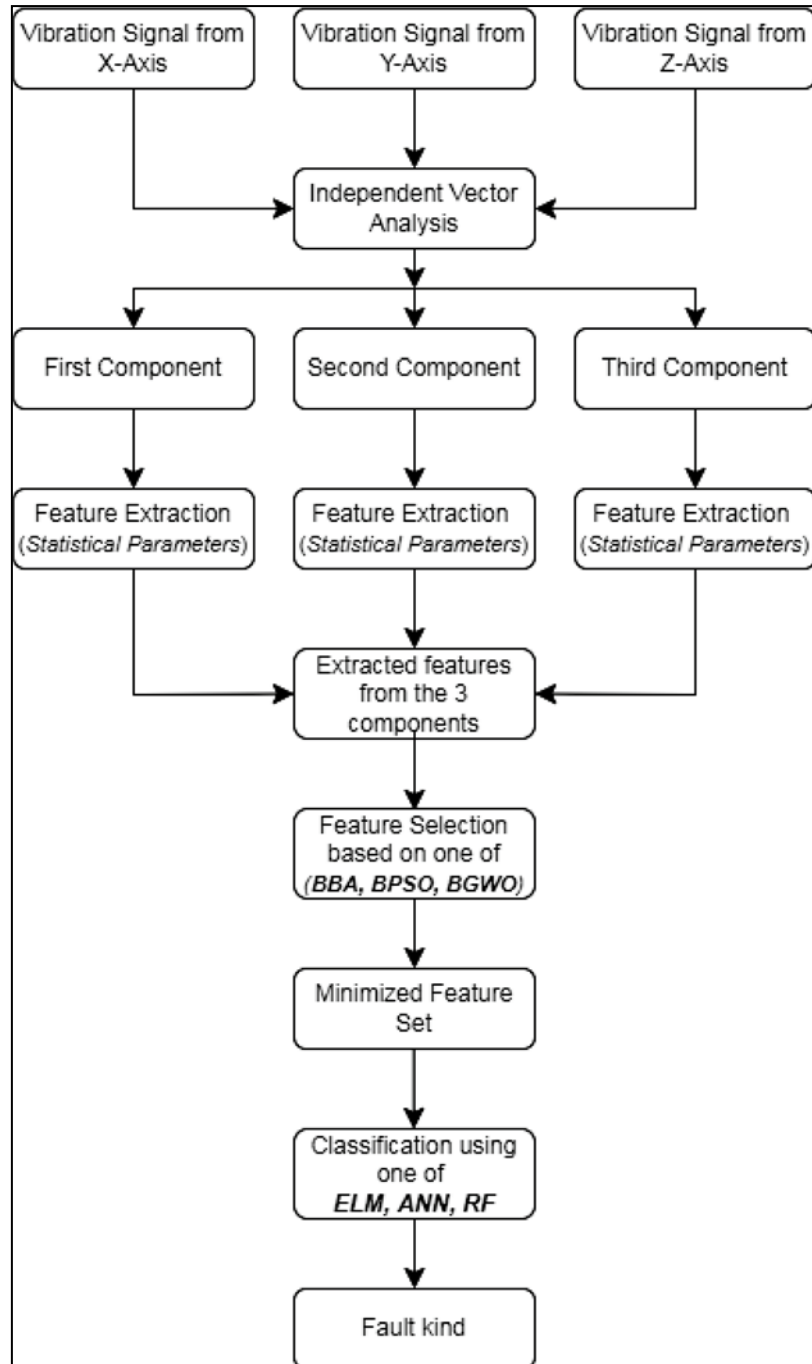 Vibration Signal from
X-Axis
Vibration Signal from
Y-Axis
Vibration Signal from
Z-Axis
Independent Vector
Analysis
First Component
Second Component
Third Component
Feature Extraction
(Statistical Parameters)
Feature Extraction
(Statistical Parameters)
Feature Extraction
(Statistical Parameters)
Extracted features
from the 3
components
Feature Selection
based on one of
(BBA, BPSO, BGWO)
Minimized Feature
Set
Classification using
one of
ELM, ANN, RF
Fault kind